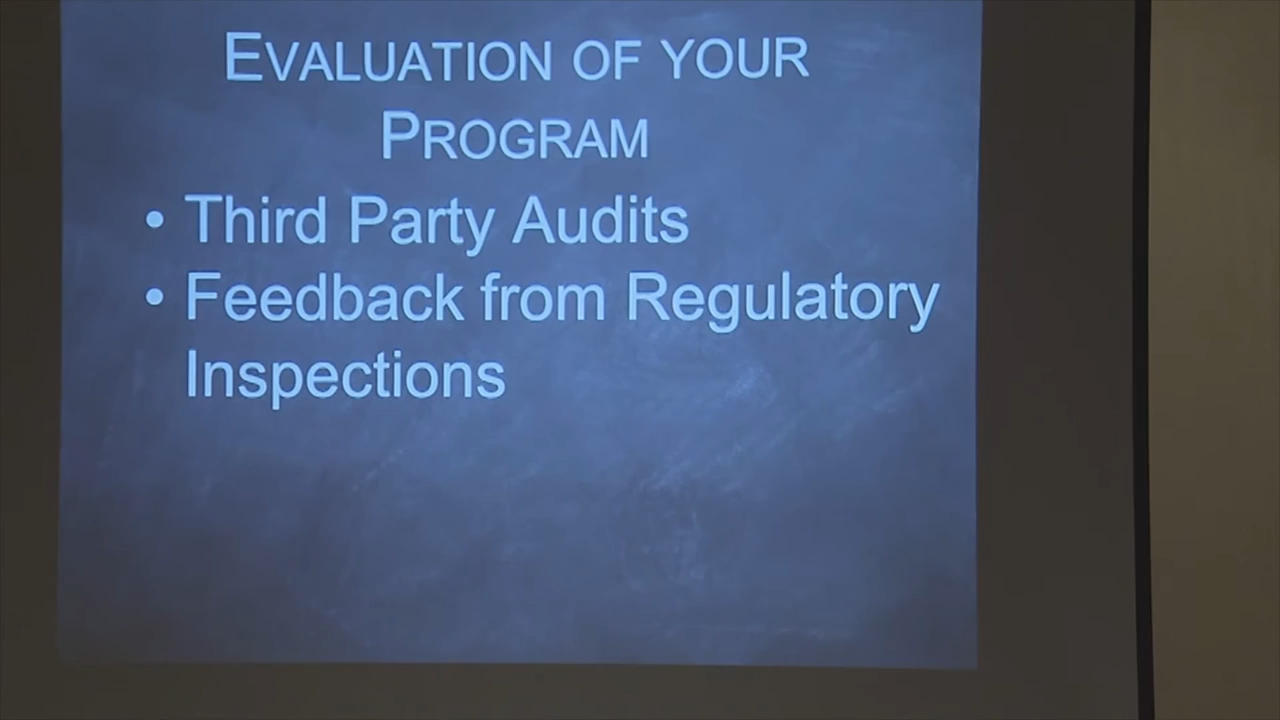 EVALUATION OF YOUR
PROGRAM
• Third Party Audits
• Feedback from Regulatory
Inspections